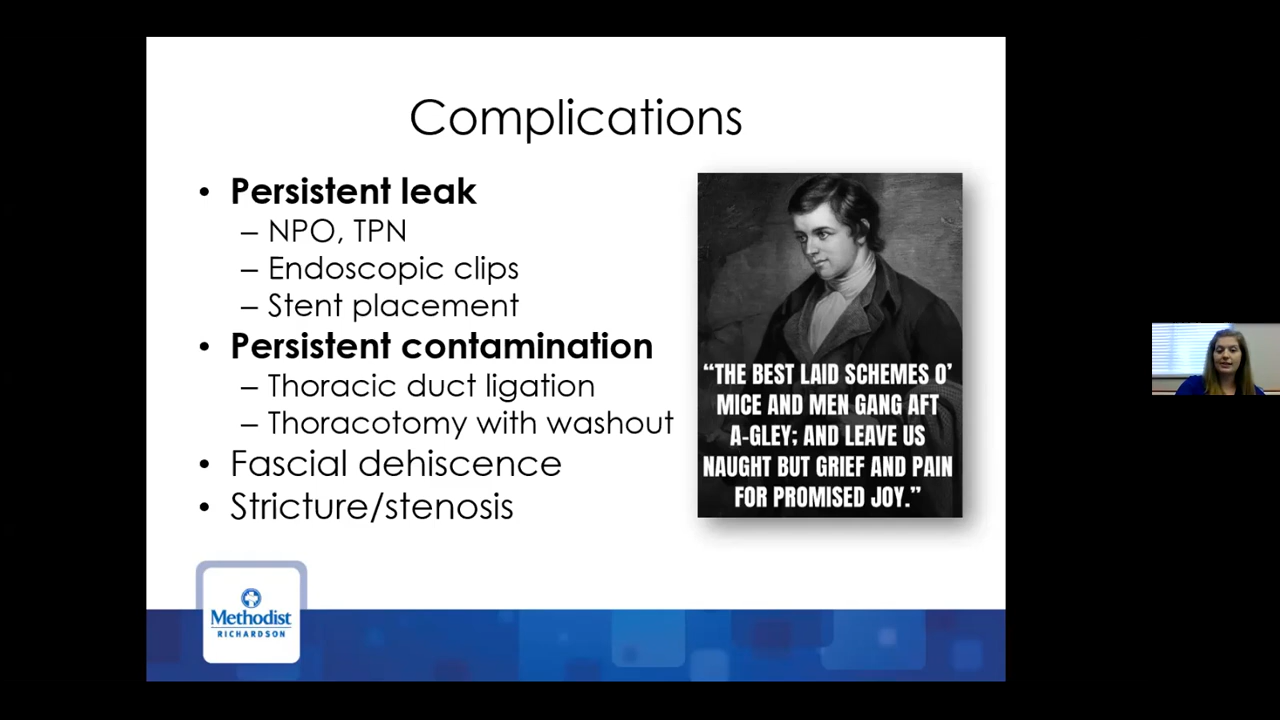 Complications
• Persistent leak
– NPO, TPN
– Endoscopic clips
– Stent placement
• Persistent contamination
– Thoracic duct ligation
– Thoracotomy with washout
• Fascial dehiscence
• Stricture/stenosis
“THE BEST LAID SCHEMES O’
MICE AND MEN GANG AFT
A-GLEY; AND LEAVE US
NAUGHT BUT GRIEF AND PAIN
FOR PROMISED JOY.”
Methodist
RICHARDSON